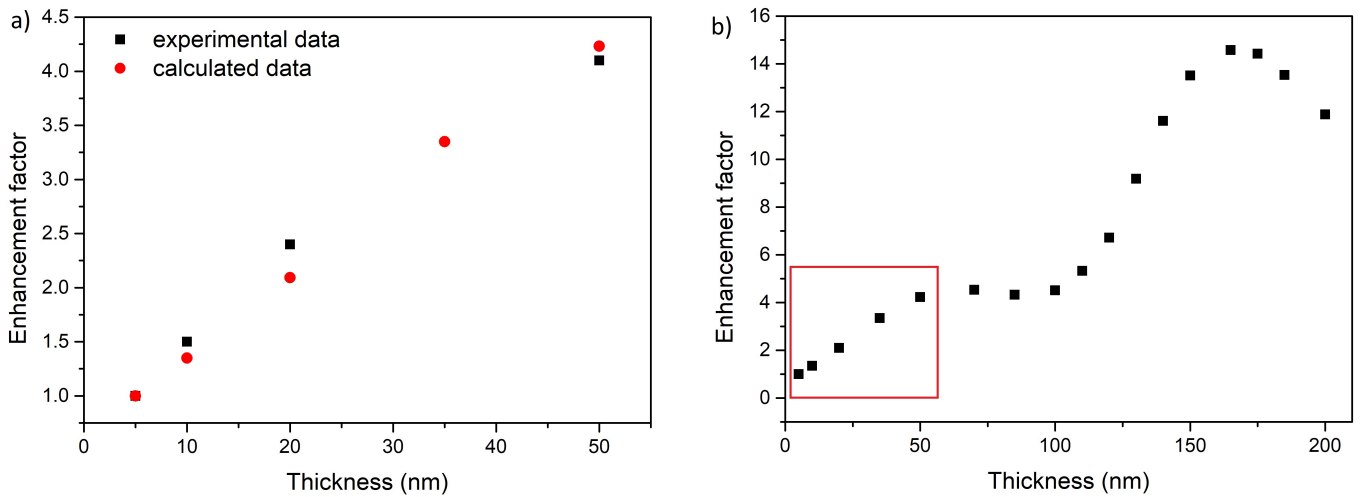 a)
experimental data
calculated data
Enhancement factor
4.5
4.0
3.5
3.0
2.5
2.0
1.5
1.0
0 10 20 30 40 50
Thickness (nm)
b)
Enhancement factor
16
14
12
10
8
6
4
2
0
0 50 100 150 200
Thickness (nm)